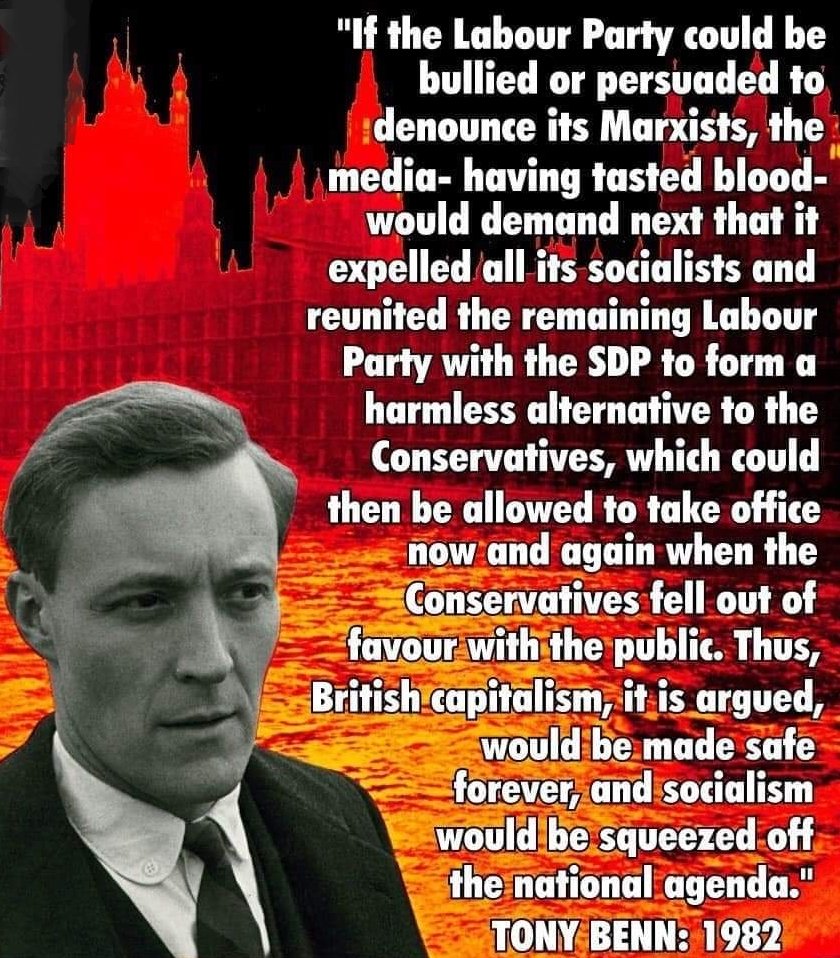 "If the Labour Party could be
bullied or persuaded to
denounce its Marxists, the
media- having tasted blood-
would demand next that it
expelled all its socialists and
reunited the remaining Labour
Party with the SDP to form a
harmless alternative to the
Conservatives, which could
then be allowed to take office
now and again when the
Conservatives fell out of
favour with the public. Thus,
British capitalism, it is argued,
would be made safe
forever, and socialism
would be squeezed off
the national agenda."
TONY BENN: 1982